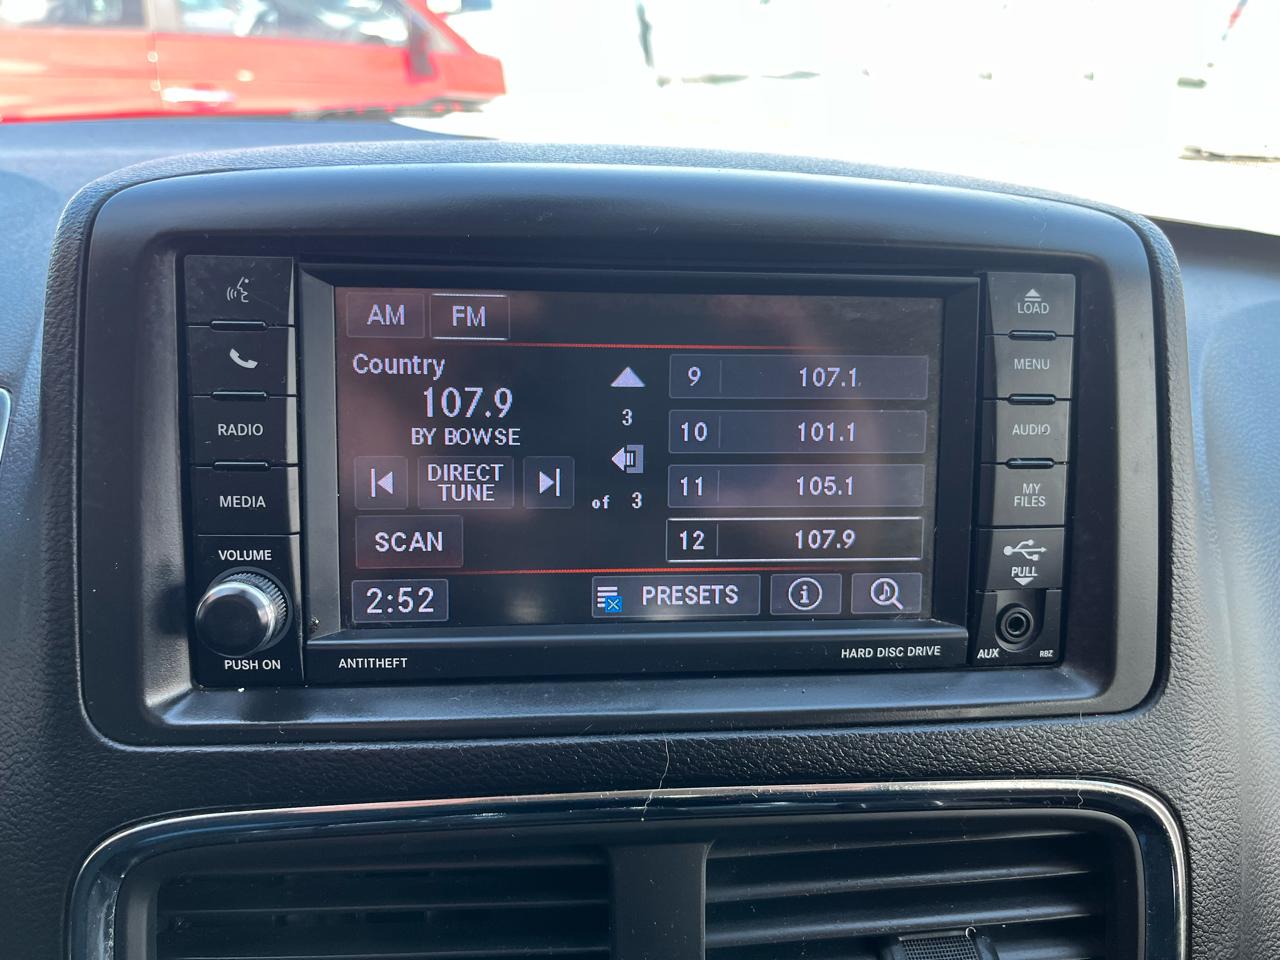 AM FM
Country
107.9
BY BOWSE
DIRECT
TUNE
SCAN
2:52
3
of 3
9 107.1
10 101.1
11 105.1
12 107.9
PRESETS
i
RADIO
MEDIA
VOLUME
PUSH ON
ANTITHEFT
HARD DISC DRIVE
LOAD
MENU
AUDIO
MY
FILES
PULL
AUX RBZ